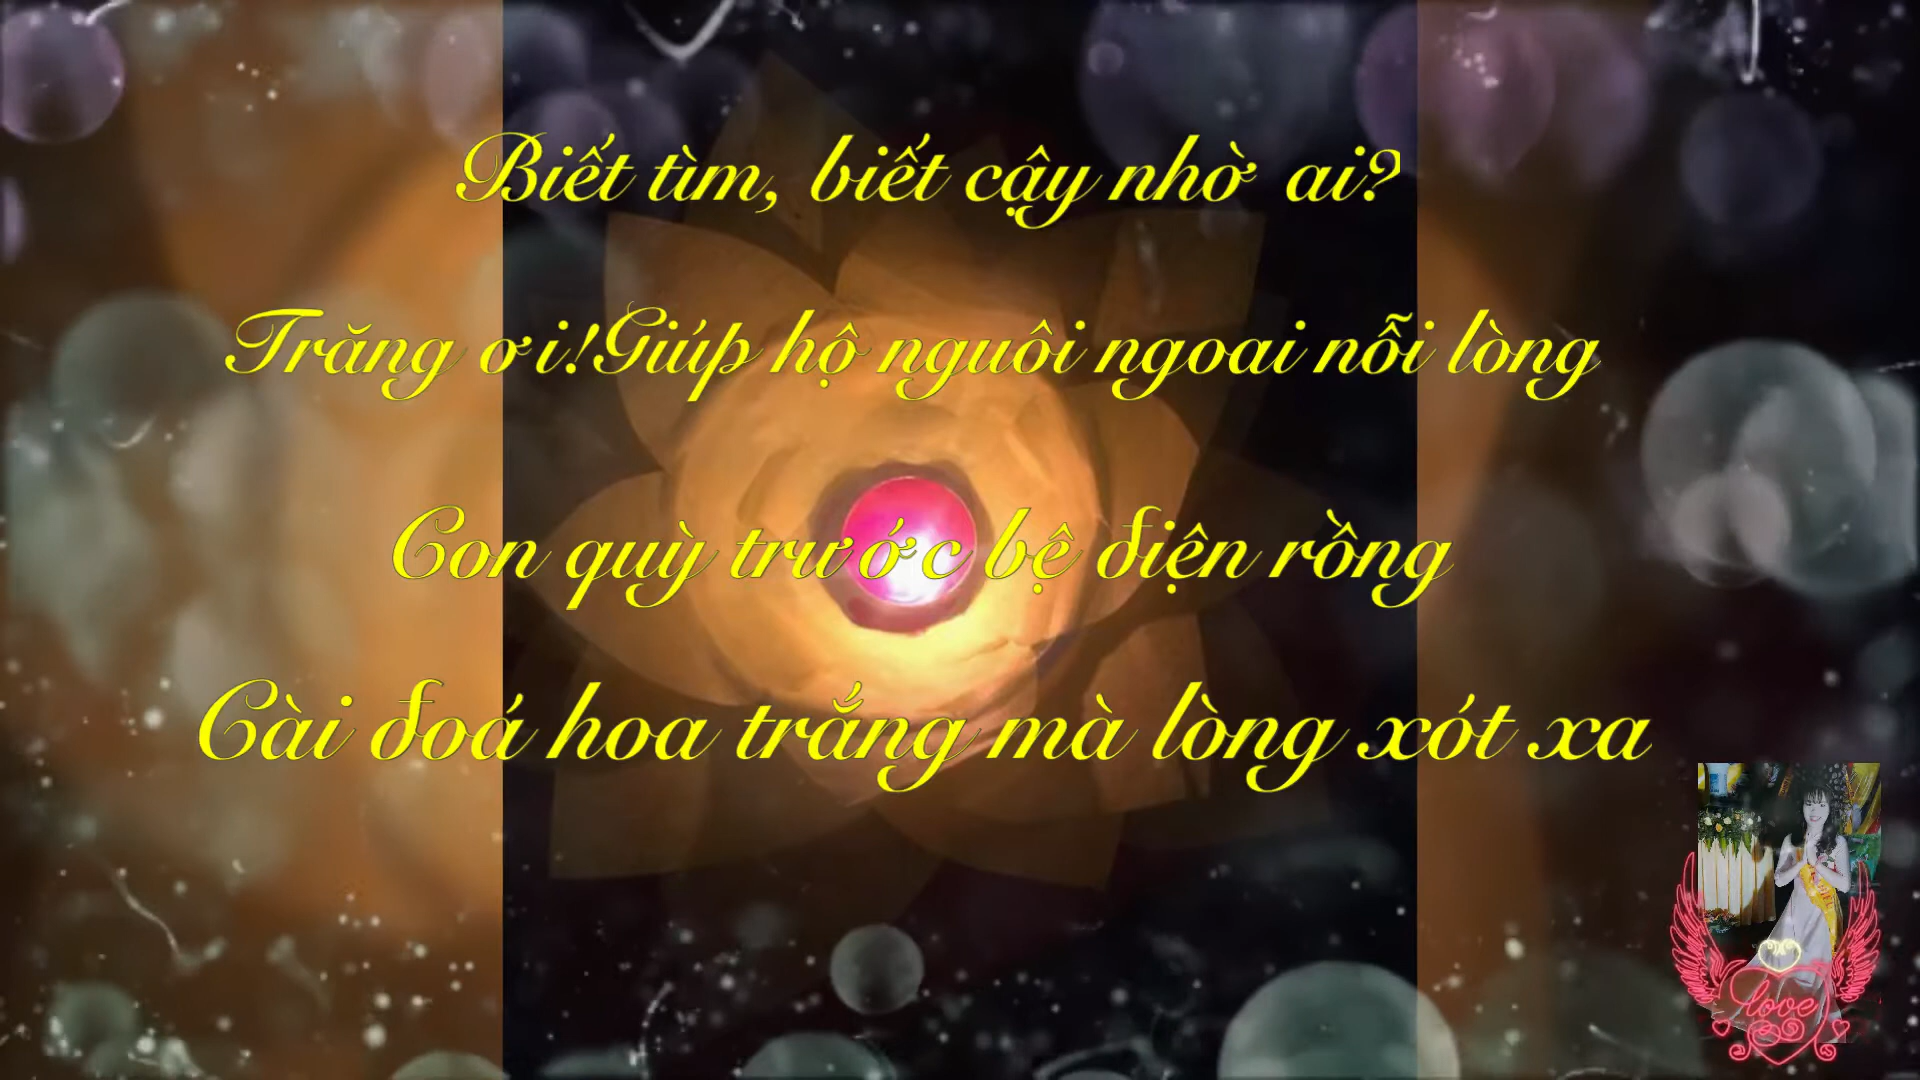 Biết tìm, biết cậy nhờ ai?
Trăng ơi!Giúp hộ nguôi ngoai nỗi lòng
Con quỳ trước bệ điện rồng
Cài đoá hoa trắng mà lòng xót xa
love